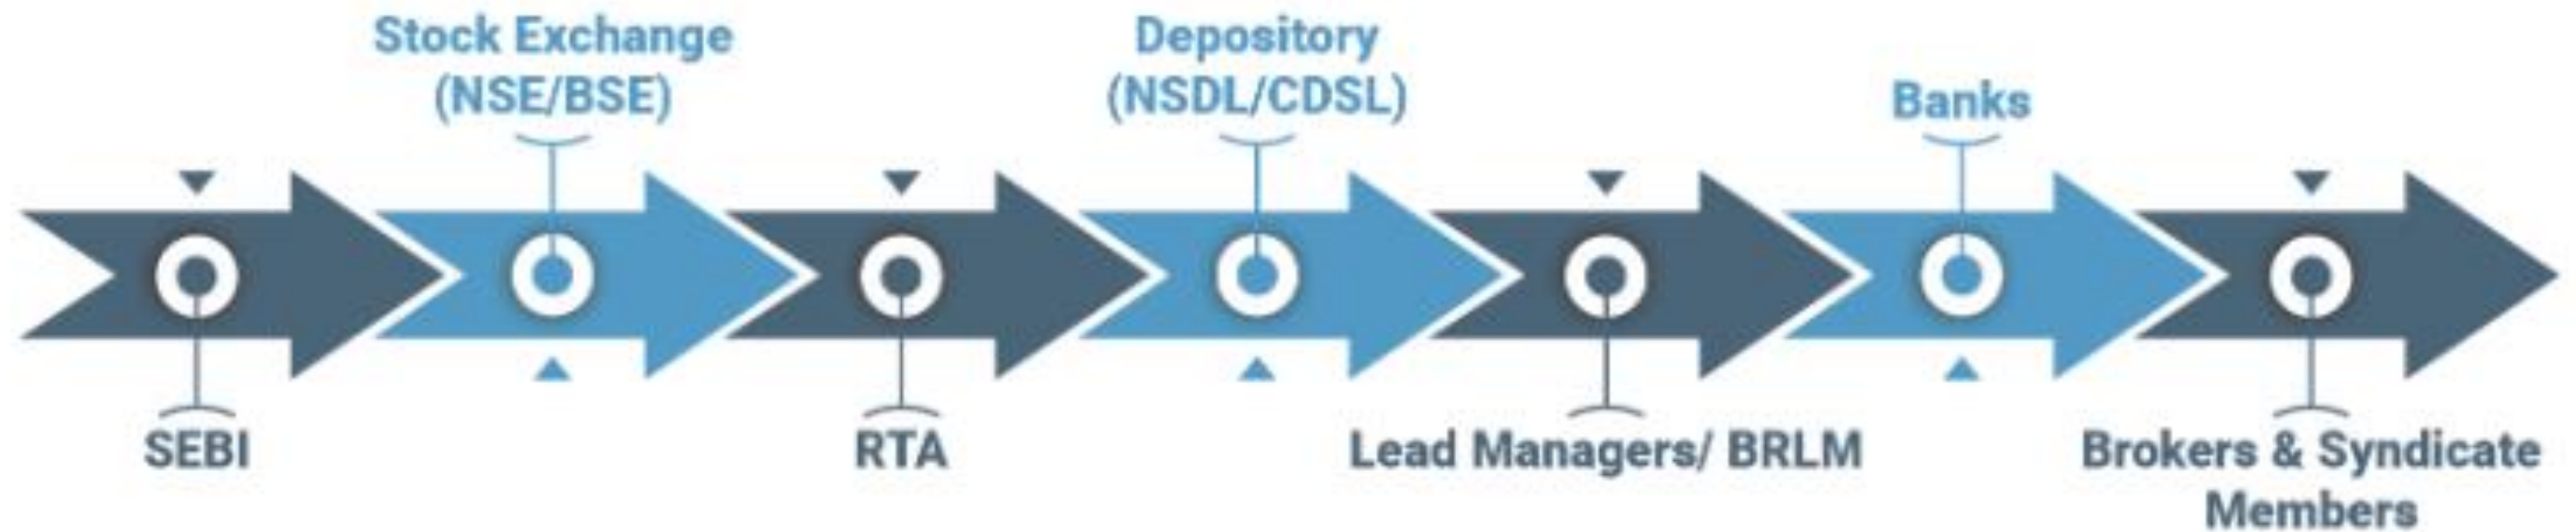 SEBI
Stock Exchange
(NSE/BSE)
RTA
Depository
(NSDL/CDSL)
Lead Managers/ BRLM
Banks
Brokers & Syndicate
Members